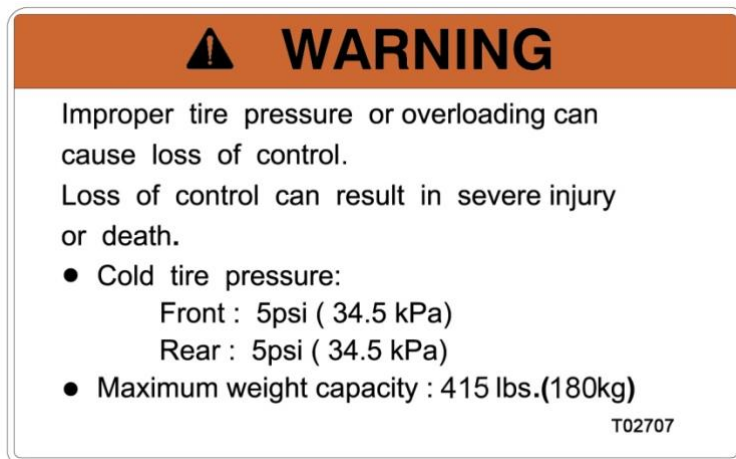 WARNING
Improper tire pressure or overloading can
cause loss of control.
Loss of control can result in severe injury
or death.
● Cold tire pressure:
Front : 5psi ( 34.5 kPa)
Rear : 5psi ( 34.5 kPa)
● Maximum weight capacity : 415 lbs.(180kg)
T02707